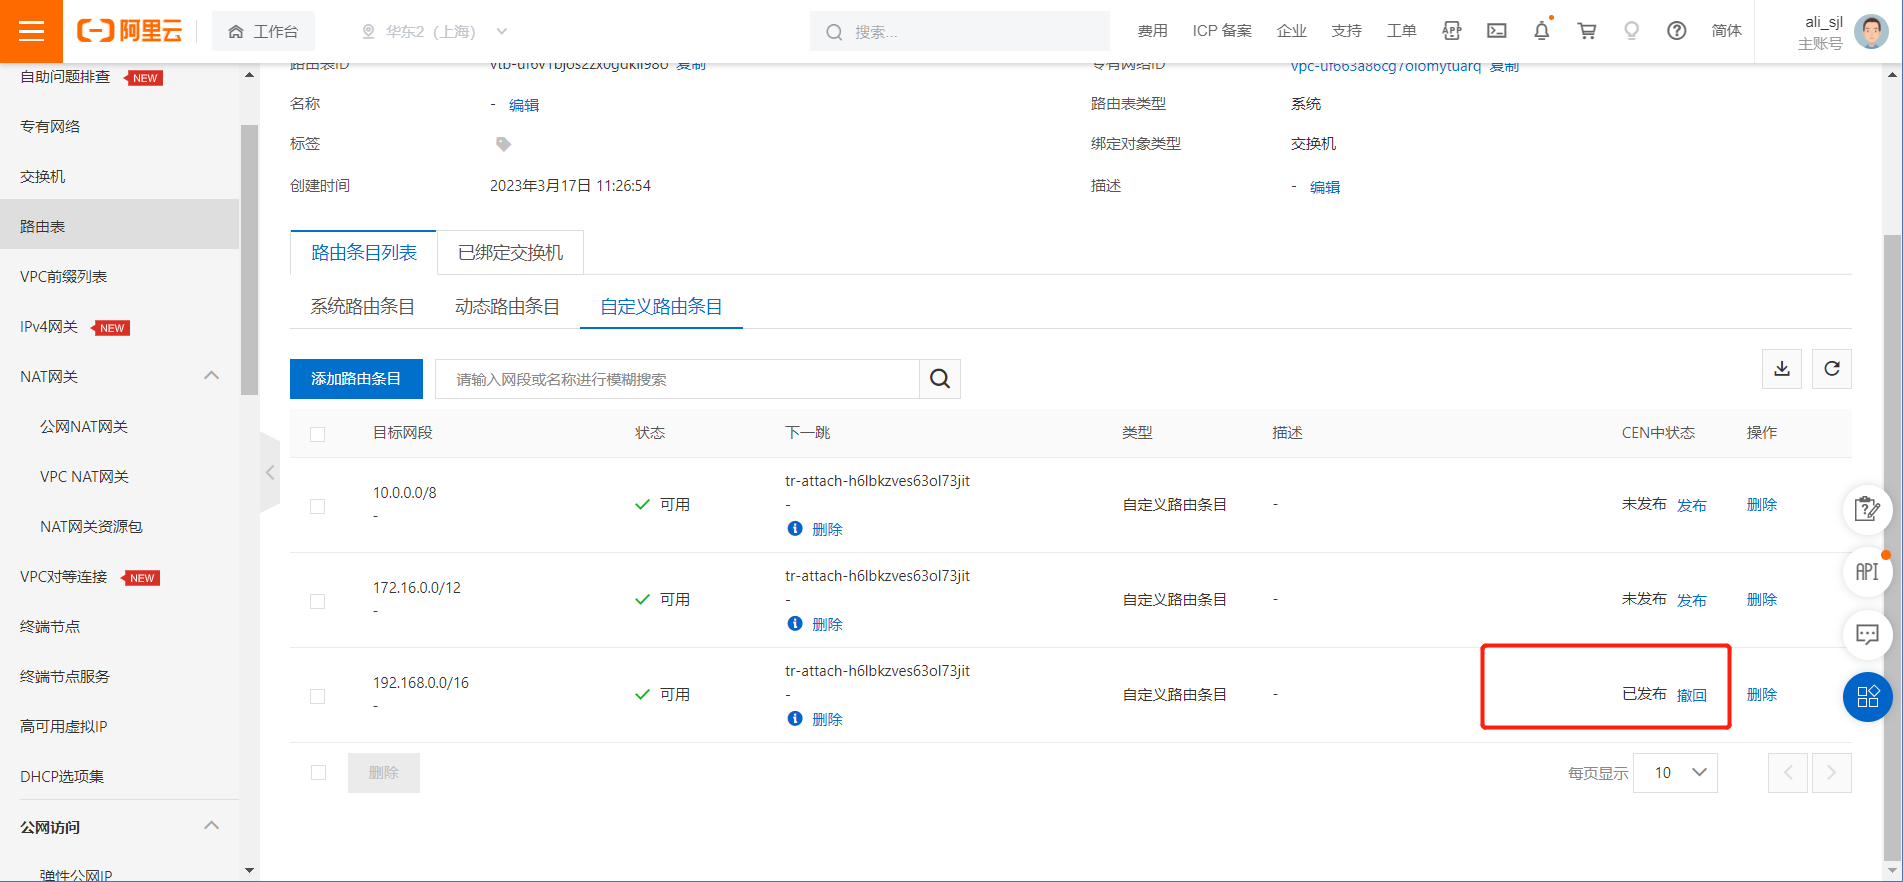 阿里云
工作台
华东2（上海）
搜索...
费用
ICP 备案
企业
支持
工单
APP
简体
ali_sjl
主账号
自助问题排查 NEW
专有网络
交换机
路由表
VPC前缀列表
IPv4网关 NEW
NAT网关
公网NAT网关
VPC NAT网关
NAT网关资源包
VPC对等连接 NEW
终端节点
终端节点服务
高可用虚拟IP
DHCP选项集
公网访问
弹性公网IP
路由表ID
复制
专有网络ID
复制
名称 - 编辑
路由表类型 系统
标签
绑定对象类型 交换机
创建时间 2023年3月17日 11:26:54
描述 - 编辑
路由条目列表 已绑定交换机
系统路由条目 动态路由条目 自定义路由条目
添加路由条目 请输入网段或名称进行模糊搜索
目标网段 状态 下一跳 类型 描述 CEN中状态 操作
10.0.0.0/8
-
可用
tr-attach-h6lbkzves63ol73jit
-
删除
自定义路由条目 - 未发布 发布 删除
172.16.0.0/12
-
可用
tr-attach-h6lbkzves63ol73jit
-
删除
自定义路由条目 - 未发布 发布 删除
192.168.0.0/16
-
可用
tr-attach-h6lbkzves63ol73jit
-
删除
自定义路由条目 - 已发布 撤回 删除
删除
每页显示 10
API